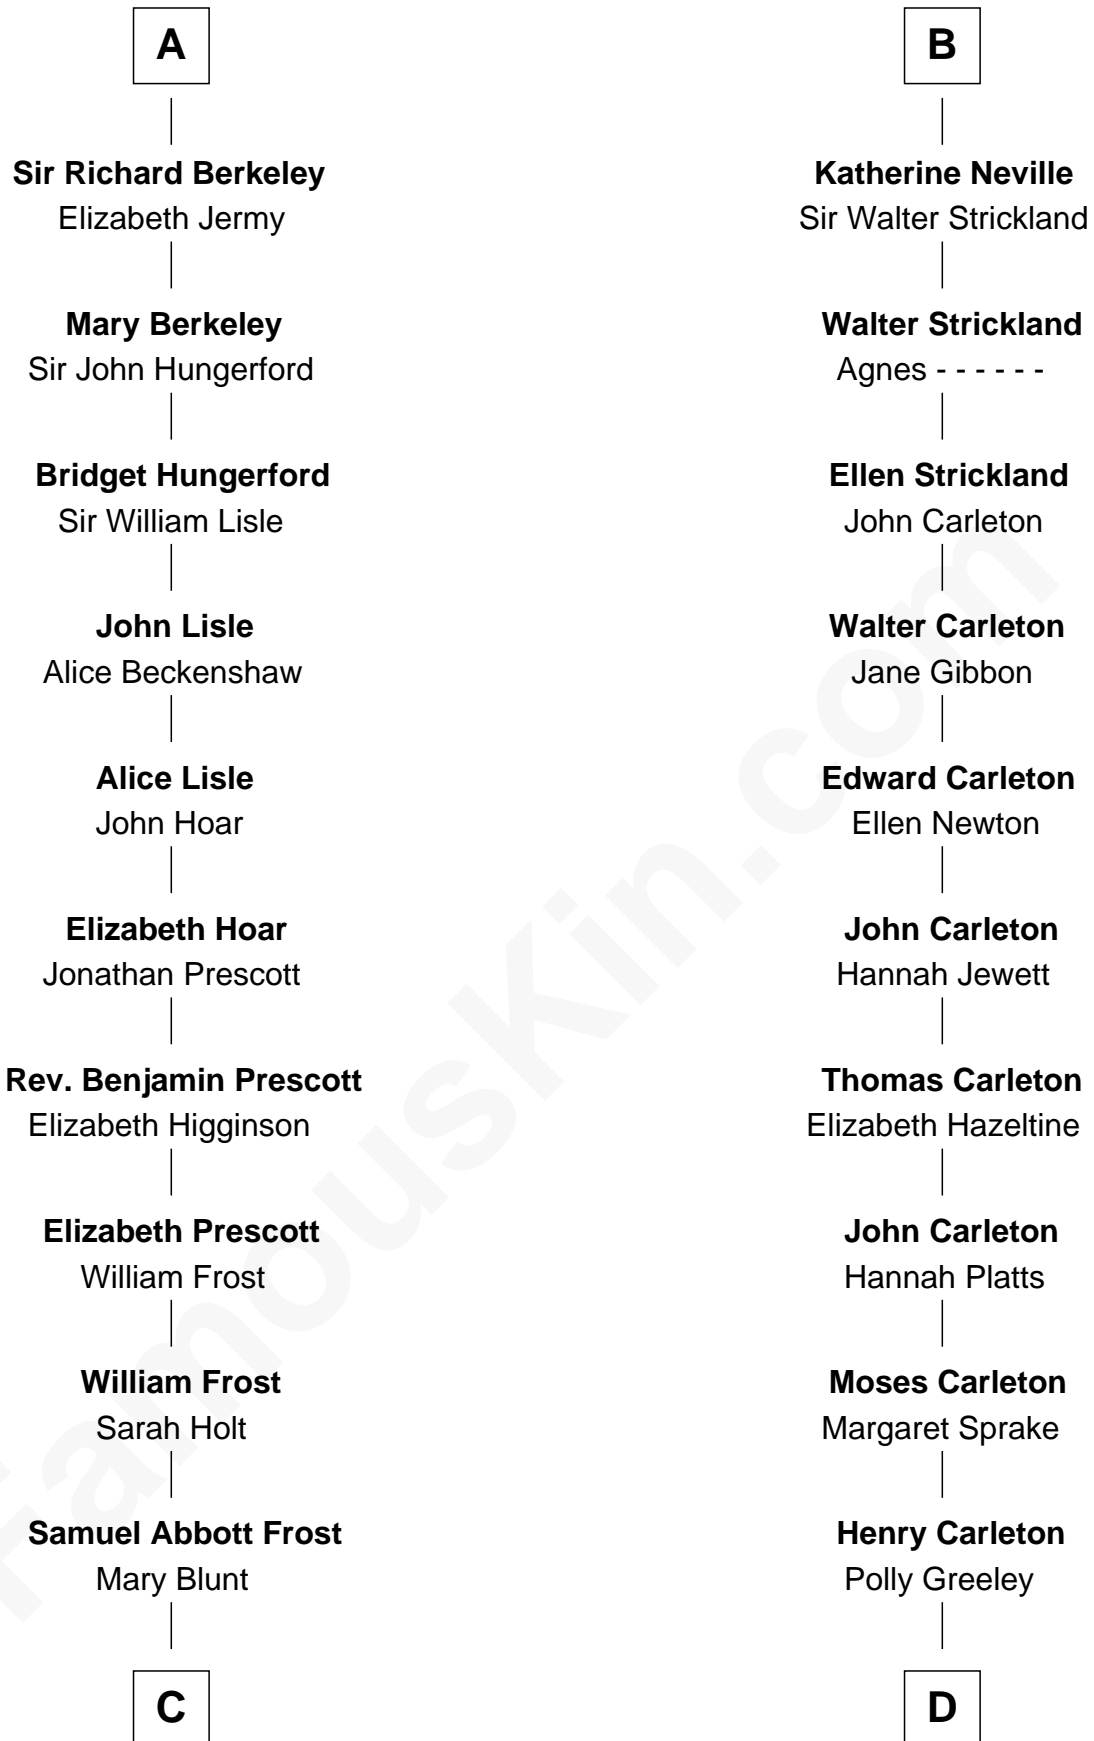 A
Sir Richard Berkeley
Elizabeth Jermy
Mary Berkeley
Sir John Hungerford
Bridget Hungerford
Sir William Lisle
John Lisle
Alice Beckenshaw
Alice Lisle
John Hoar
Elizabeth Hoar
Jonathan Prescott
Rev. Benjamin Prescott
Elizabeth Higginson
Elizabeth Prescott
William Frost
William Frost
Sarah Holt
Samuel Abbott Frost
Mary Blunt
C
B
Katherine Neville
Sir Walter Strickland
Walter Strickland
Agnes - - - - - -
Ellen Strickland
John Carleton
Walter Carleton
Jane Gibbon
Edward Carleton
Ellen Newton
John Carleton
Hannah Jewett
Thomas Carleton
Elizabeth Hazeltine
John Carleton
Hannah Platts
Moses Carleton
Margaret Sprake
Henry Carleton
Polly Greeley
D
FamousKin.com